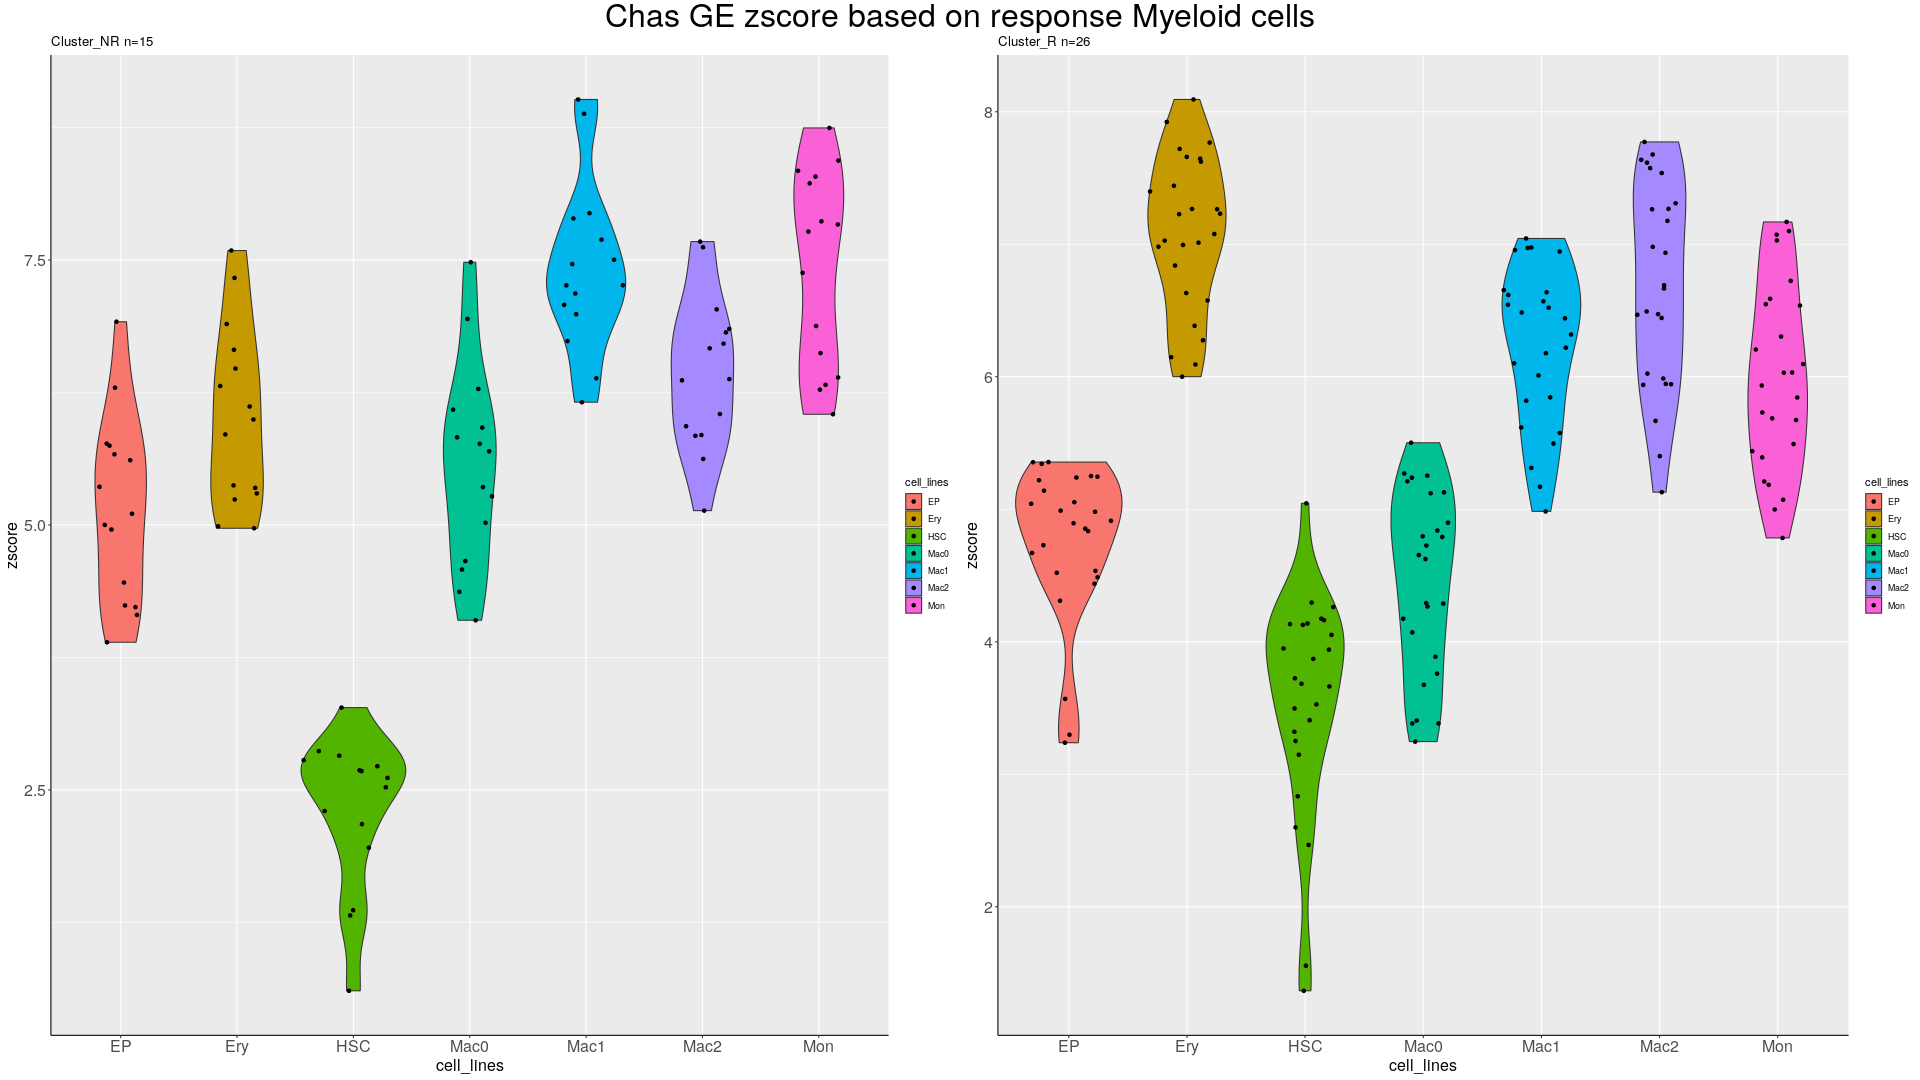 Chas GE zscore based on response Myeloid cells
Cluster_NR n=15
zscore
7.5
5.0
2.5
EP Ery HSC Mac0 Mac1 Mac2 Mon
cell_lines
cell_lines
EP
Ery
HSC
Mac0
Mac1
Mac2
Mon
Cluster_R n=26
zscore
8
6
4
2
EP Ery HSC Mac0 Mac1 Mac2 Mon
cell_lines
cell_lines
EP
Ery
HSC
Mac0
Mac1
Mac2
Mon